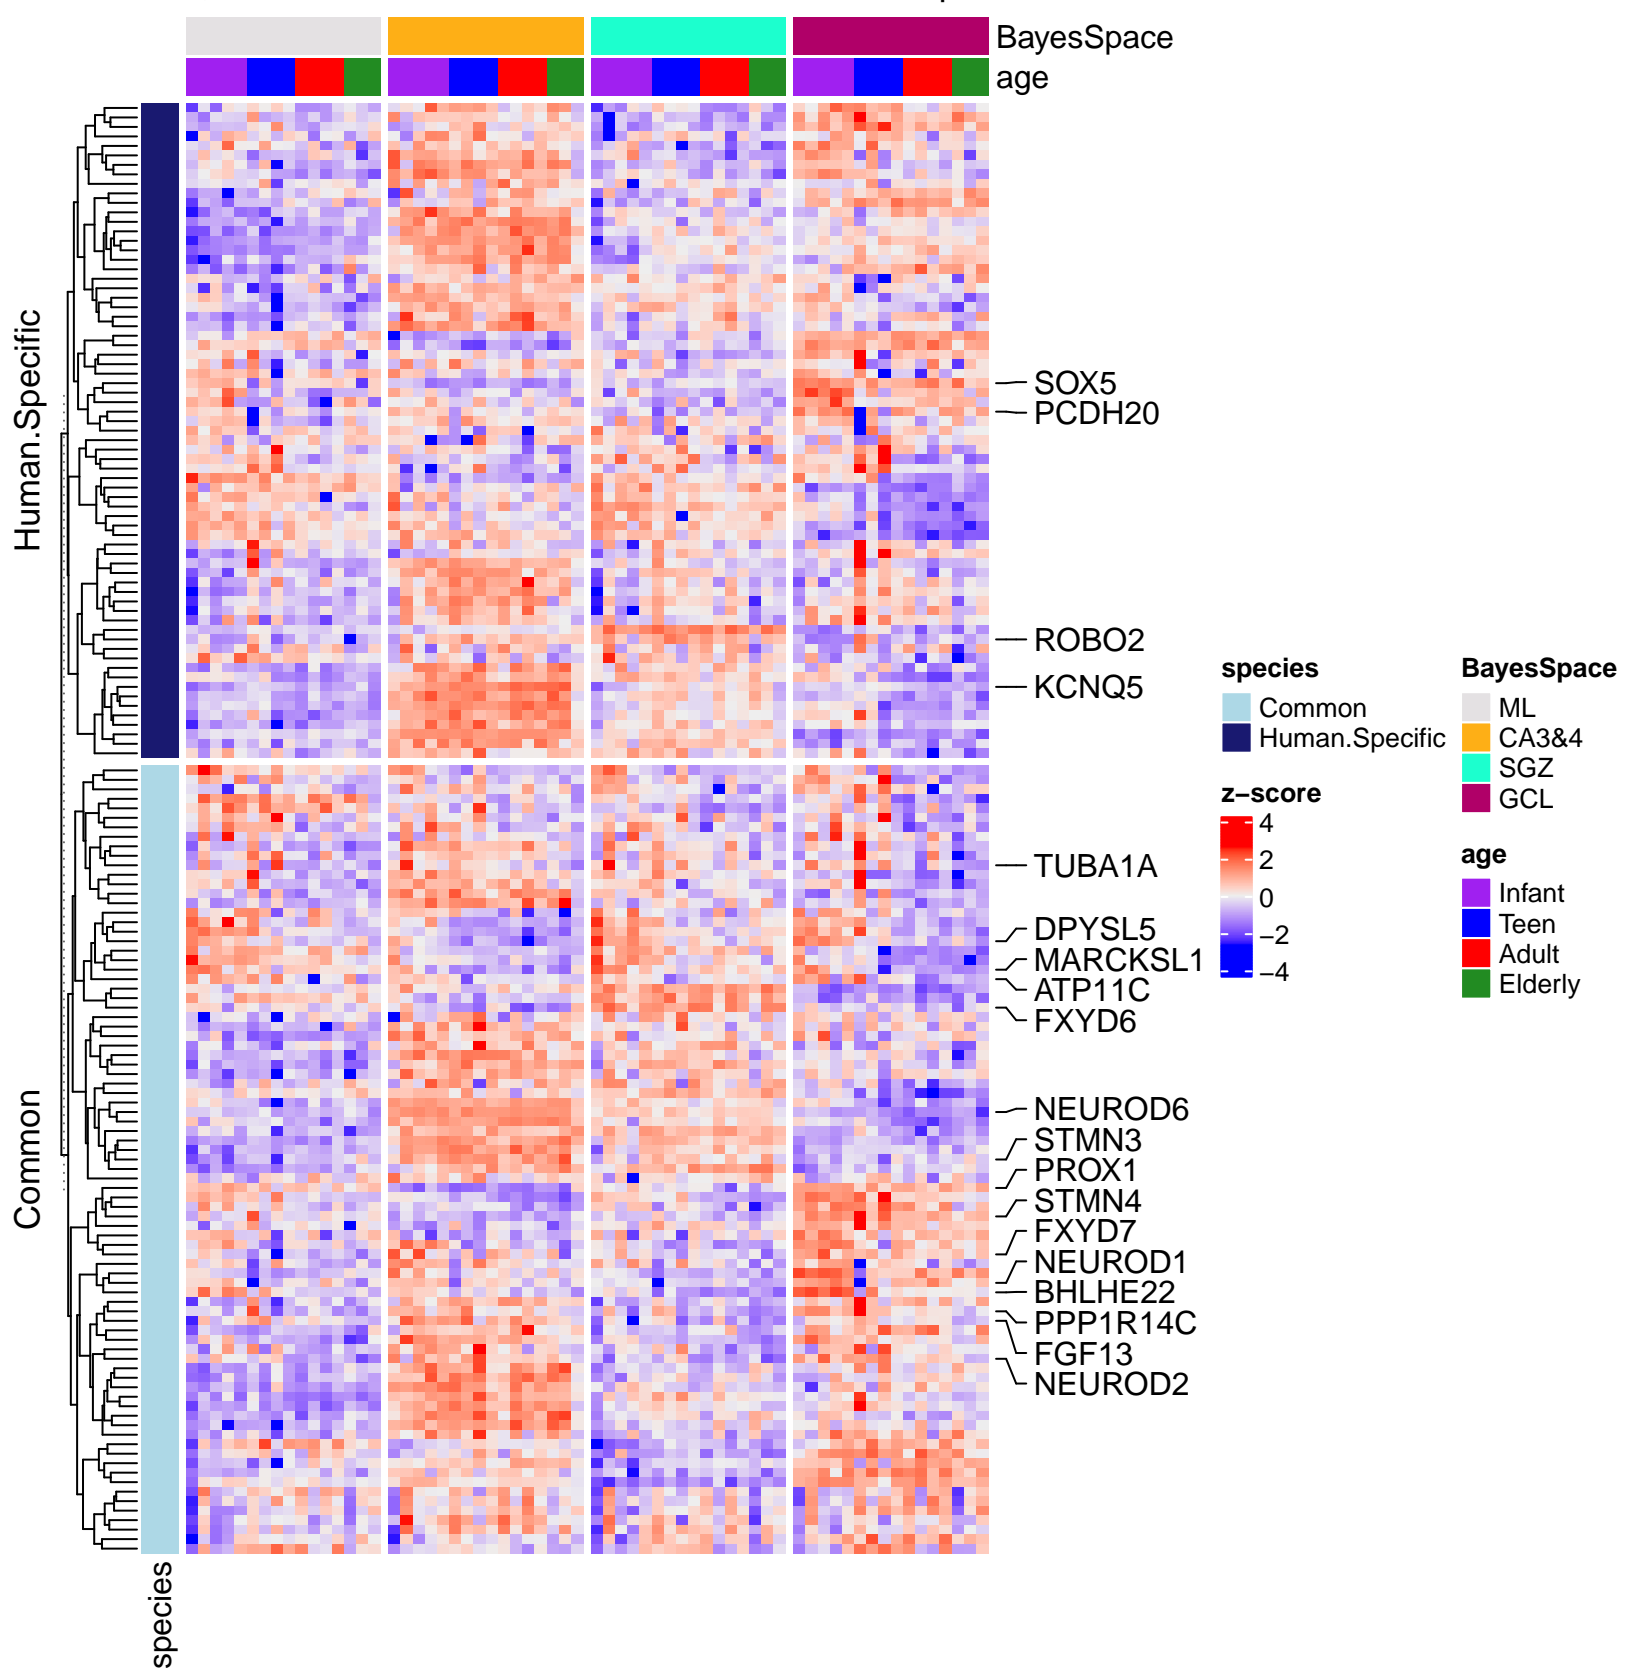 BayesSpace
age
Human.Specific
Common
species
SOX5
PCDH20
ROBO2
KCNQ5
TUBA1A
DPYSL5
MARCKSL1
ATP11C
FXYD6
NEUROD6
STMN3
PROX1
STMN4
FXYD7
NEUROD1
BHLHE22
PPP1R14C
FGF13
NEUROD2
species
Common
Human.Specific
z−score
4
2
0
−2
−4
BayesSpace
ML
CA3&4
SGZ
GCL
age
Infant
Teen
Adult
Elderly